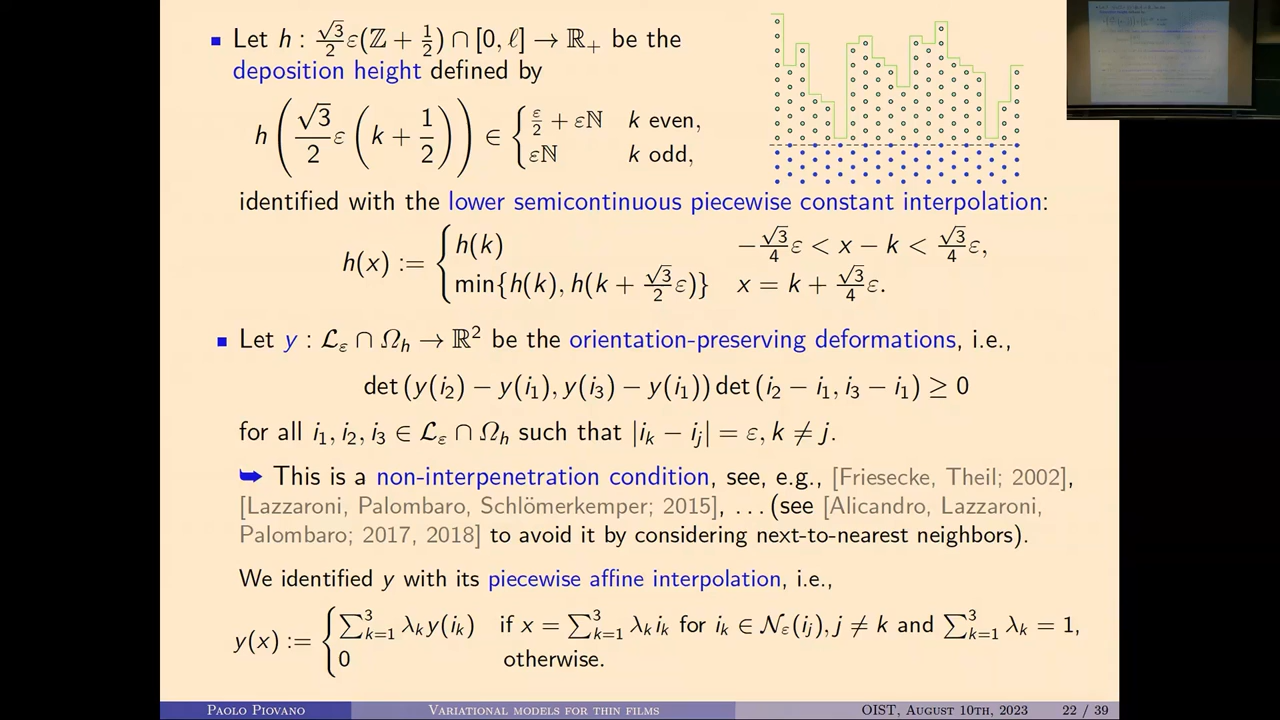 Let h : √3/2 ε(ℤ + 1/2) ∩ [0, ℓ] → ℝ₊ be the
deposition height defined by
h(√3/2 ε(k + 1/2)) ∈ { ε/2 + εℕ k even,
εℕ k odd,
identified with the lower semicontinuous piecewise constant interpolation:
h(x) := { h(k) −√3/4 ε < x − k < √3/4 ε,
min{h(k), h(k + √3/2 ε)} x = k + √3/4 ε.
Let y : ℒ_ε ∩ Ω_h → ℝ² be the orientation-preserving deformations, i.e.,
det (y(i₂) − y(i₁), y(i₃) − y(i₁)) det (i₂ − i₁, i₃ − i₁) ≥ 0
for all i₁, i₂, i₃ ∈ ℒ_ε ∩ Ω_h such that |i_k − i_j| = ε, k ≠ j.
➥ This is a non-interpenetration condition, see, e.g., [Friesecke, Theil; 2002],
[Lazzaroni, Palombaro, Schlömerkemper; 2015], ... (see [Alicandro, Lazzaroni,
Palombaro; 2017, 2018] to avoid it by considering next-to-nearest neighbors).
We identified y with its piecewise affine interpolation, i.e.,
y(x) := { ∑³_{k=1} λ_k y(i_k) if x = ∑³_{k=1} λ_k i_k for i_k ∈ 𝒩_ε(i_j), j ≠ k and ∑³_{k=1} λ_k = 1,
0 otherwise.
PAOLO PIOVANO VARIATIONAL MODELS FOR THIN FILMS OIST, AUGUST 10TH, 2023 22 / 39